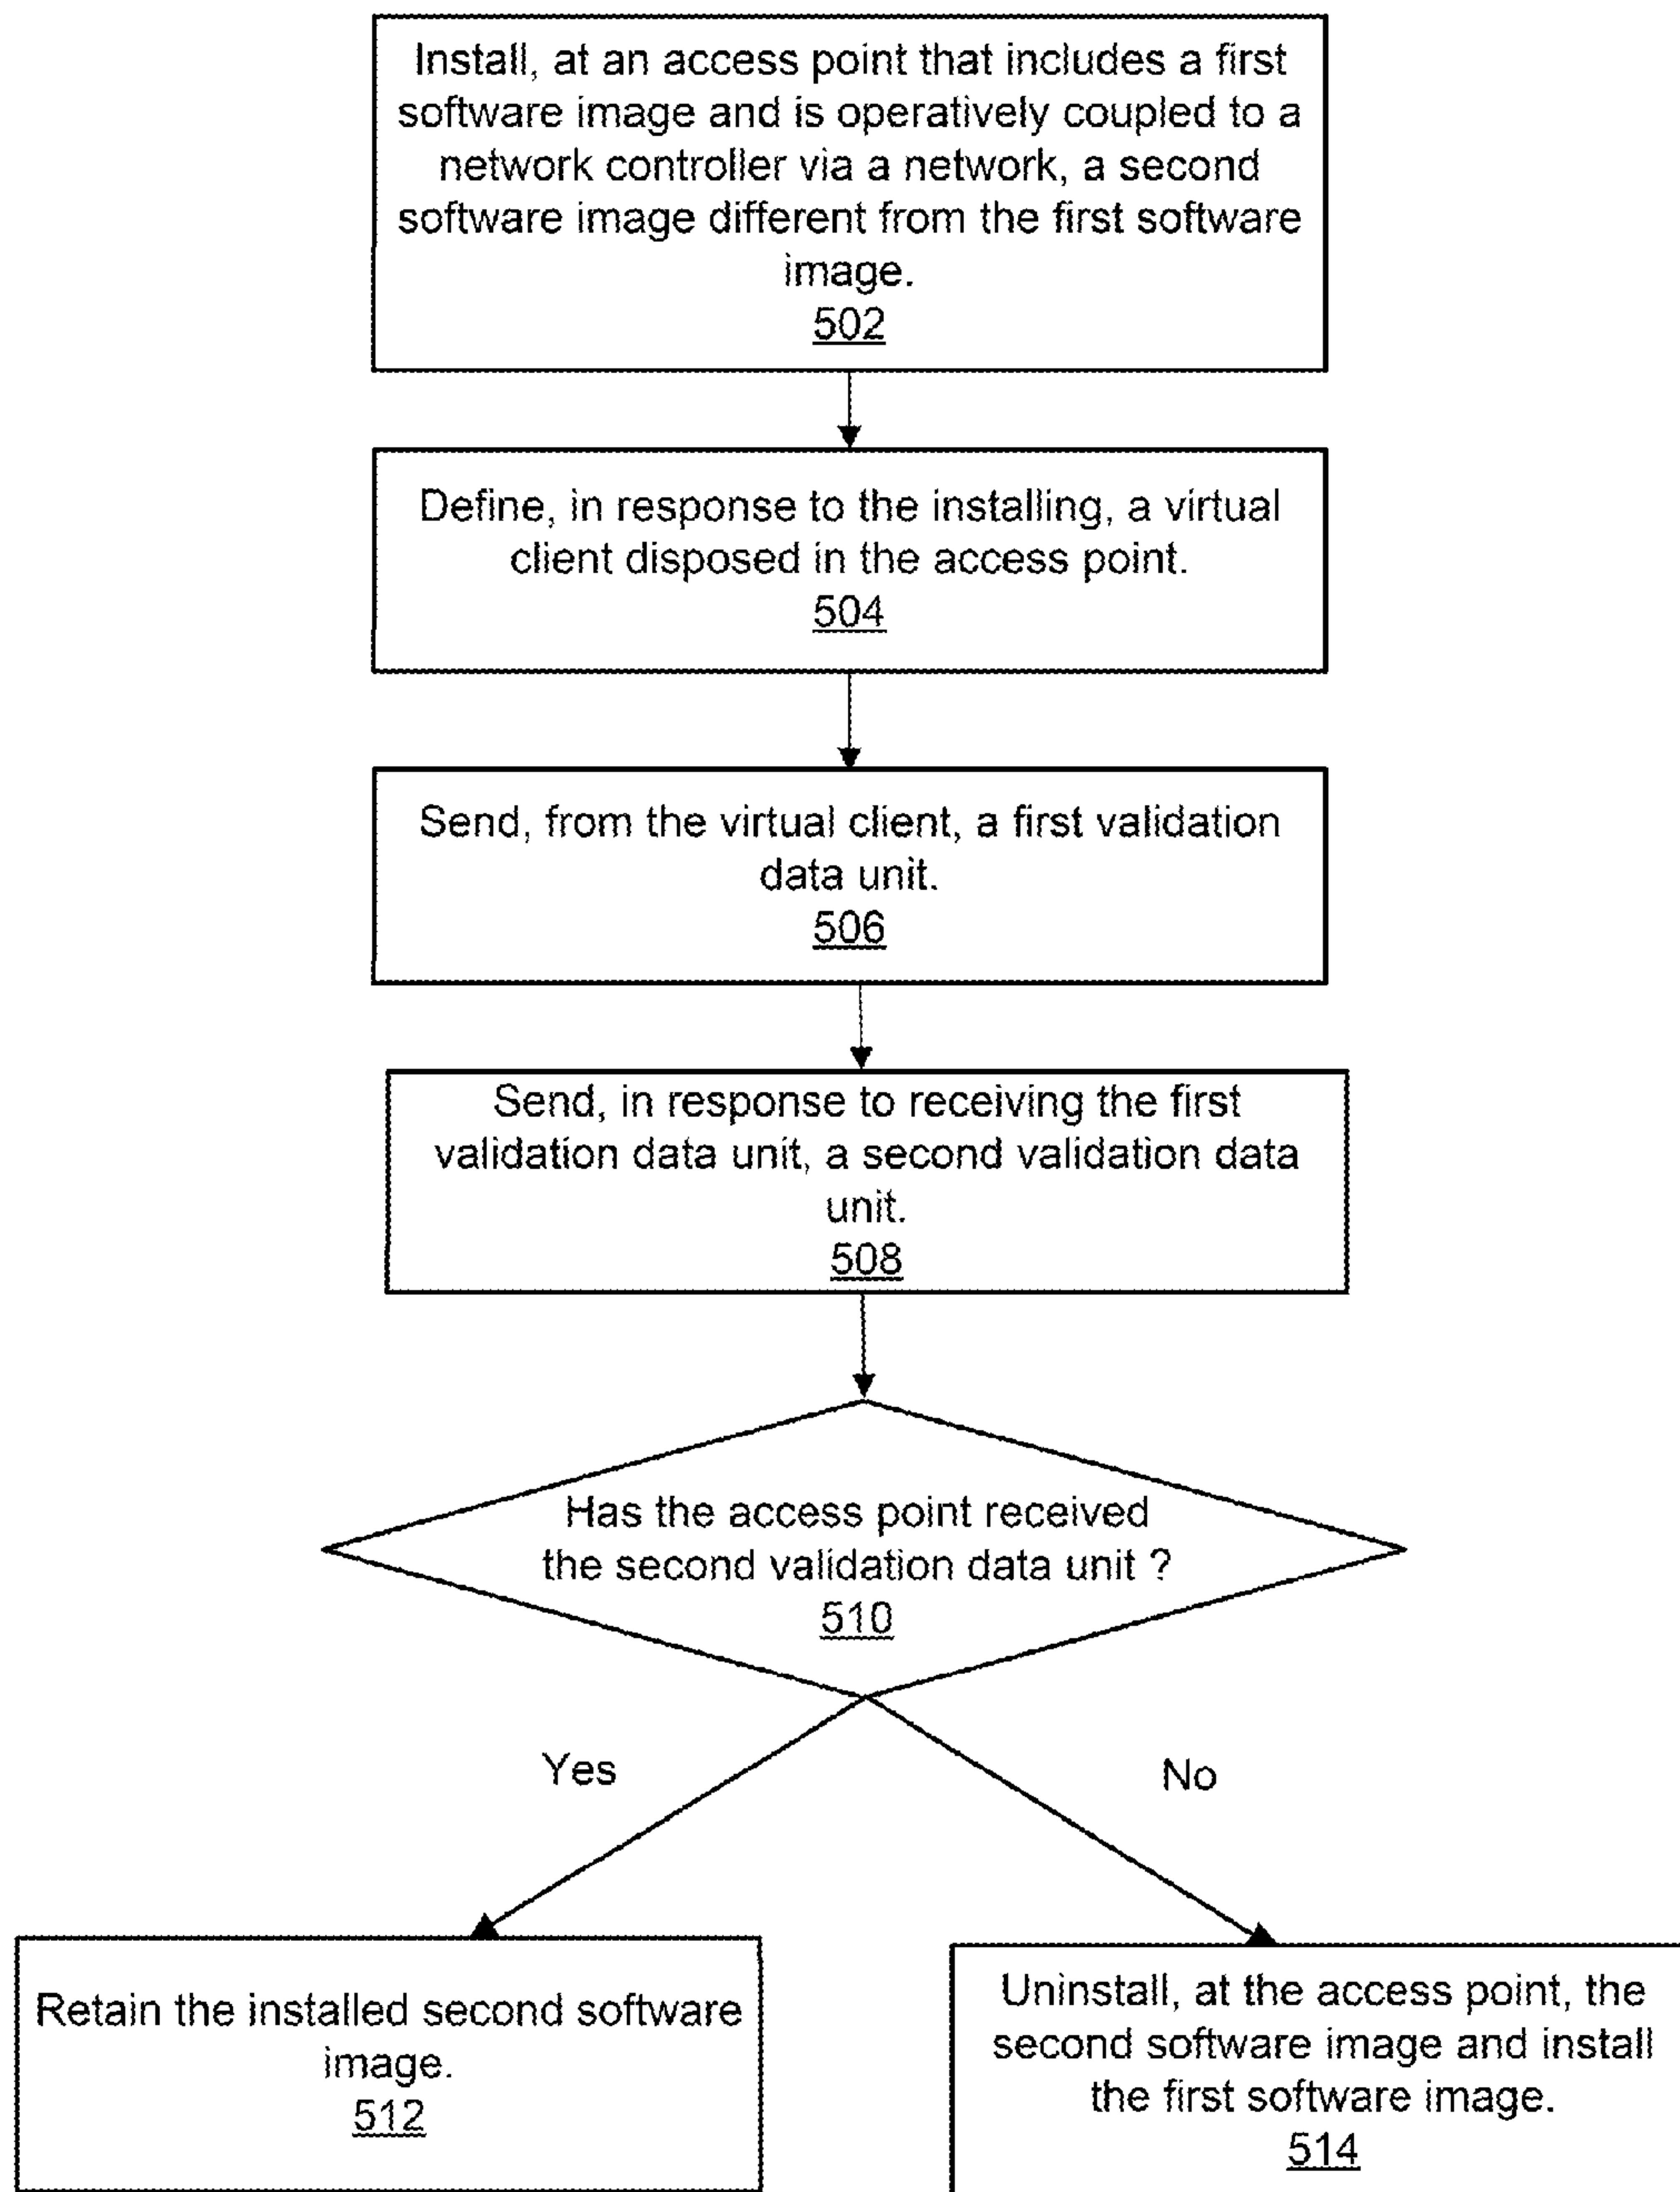 Install, at an access point that includes a first
software image and is operatively coupled to a
network controller via a network, a second
software image different from the first software
image.
502
Define, in response to the installing, a virtual
client disposed in the access point.
504
Send, from the virtual client, a first validation
data unit.
506
Send, in response to receiving the first
validation data unit, a second validation data
unit.
508
Has the access point received
the second validation data unit ?
510
Yes
No
Retain the installed second software
image.
512
Uninstall, at the access point, the
second software image and install
the first software image.
514